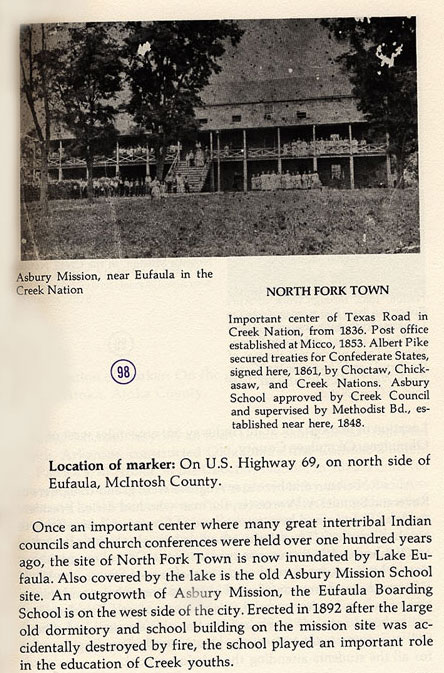 Asbury Mission, near Eufaula in the
Creek Nation
98
NORTH FORK TOWN
Important center of Texas Road in
Creek Nation, from 1836. Post office
established at Micco, 1853. Albert Pike
secured treaties for Confederate States,
signed here, 1861, by Choctaw, Chick-
asaw, and Creek Nations. Asbury
School approved by Creek Council
and supervised by Methodist Bd., es-
tablished near here, 1848.
Location of marker: On U.S. Highway 69, on north side of
Eufaula, McIntosh County.
Once an important center where many great intertribal Indian
councils and church conferences were held over one hundred years
ago, the site of North Fork Town is now inundated by Lake Eu-
faula. Also covered by the lake is the old Asbury Mission School
site. An outgrowth of Asbury Mission, the Eufaula Boarding
School is on the west side of the city. Erected in 1892 after the large
old dormitory and school building on the mission site was ac-
cidentally destroyed by fire, the school played an important role
in the education of Creek youths.